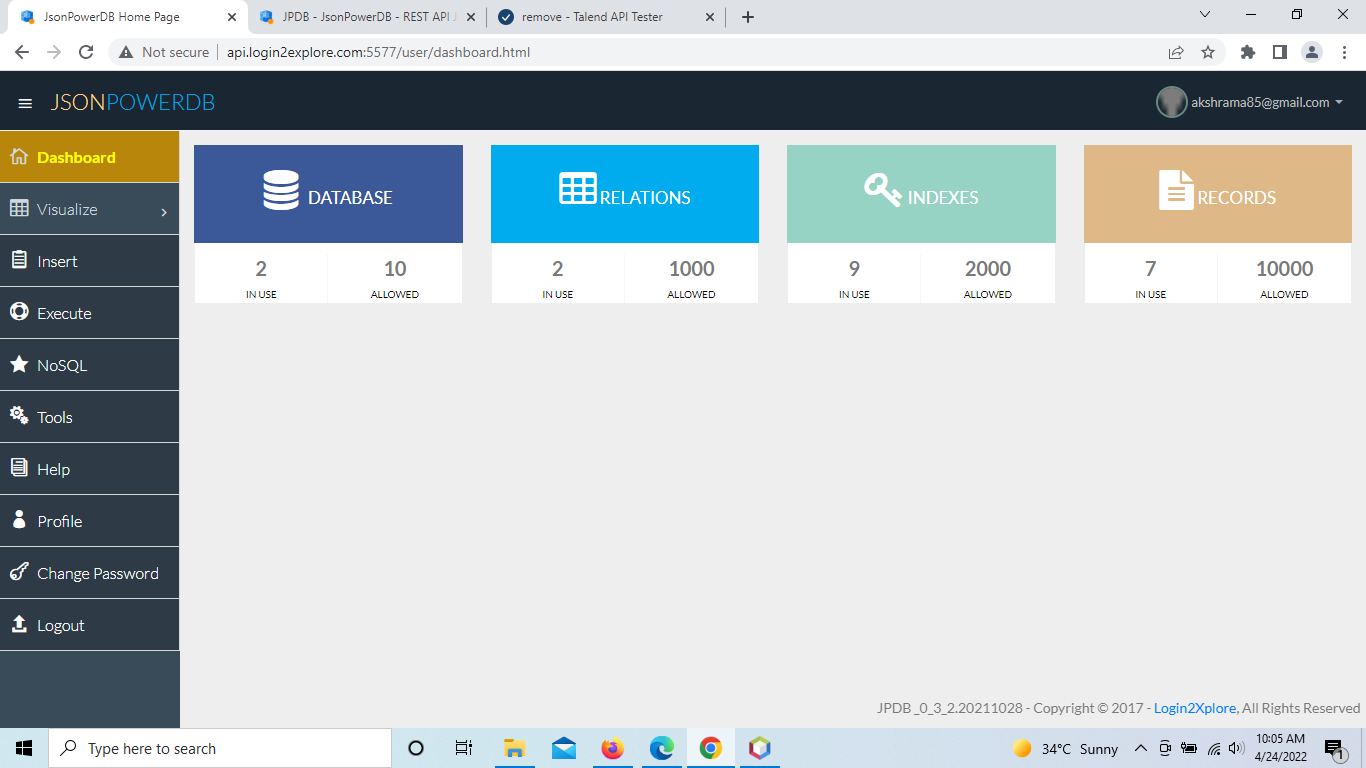 JsonPowerDB Home Page
JPDB - JsonPowerDB - REST API
remove - Talend API Tester
Not secure
api.login2explore.com:5577/user/dashboard.html
JSONPOWERDB
akshrama85@gmail.com
Dashboard
Visualize
Insert
Execute
NoSQL
Tools
Help
Profile
Change Password
Logout
DATABASE
2
10
IN USE
ALLOWED
RELATIONS
2
1000
IN USE
ALLOWED
INDEXES
9
2000
IN USE
ALLOWED
RECORDS
7
10000
IN USE
ALLOWED
JPDB _0_3_2.20211028 - Copyright © 2017 - Login2Xplore, All Rights Reserved
Type here to search
34°C Sunny
10:05 AM
4/24/2022
1